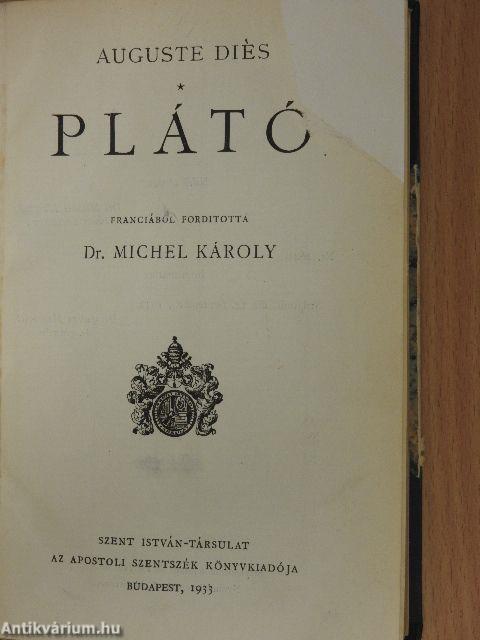 AUGUSTE DIÈS
*
PLÁTÓ
FRANCIÁBÓL FORDITOTTA
Dr. MICHEL KÁROLY
SZENT ISTVÁN-TÁRSULAT
AZ APOSTOLI SZENTSZÉK KÖNYVKIADÓJA
BUDAPEST, 1933
Antikvárium.hu